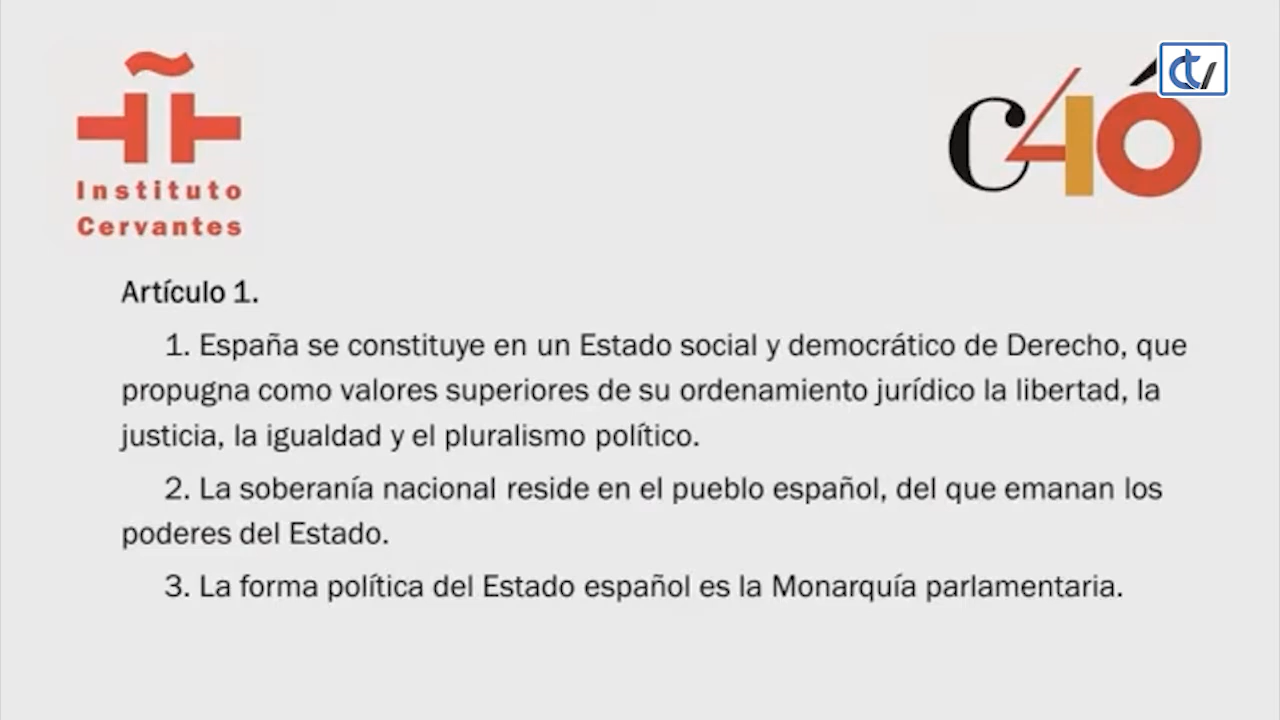 Instituto
Cervantes
c4Ó
Artículo 1.
1. España se constituye en un Estado social y democrático de Derecho, que
propugna como valores superiores de su ordenamiento jurídico la libertad, la
justicia, la igualdad y el pluralismo político.
2. La soberanía nacional reside en el pueblo español, del que emanan los
poderes del Estado.
3. La forma política del Estado español es la Monarquía parlamentaria.